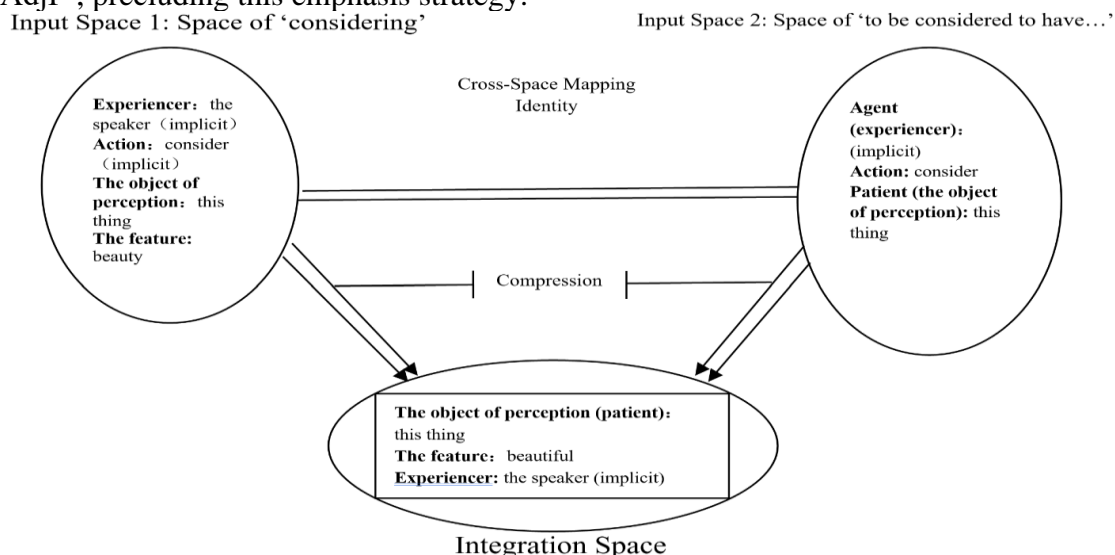 AdjP", precluding this emphasis strategy.
Input Space 1: Space of ‘considering’
Input Space 2: Space of ‘to be considered to have…’
Experiencer：the
speaker（implicit）
Action：consider
（implicit）
The object of
perception：this
thing
The feature:
beauty
Cross-Space Mapping
Identity
Agent
(experiencer)：
(implicit)
Action: consider
Patient (the object
of perception): this
thing
Compression
The object of perception (patient)：
this thing
The feature：beautiful
Experiencer: the speaker (implicit)
Integration Space